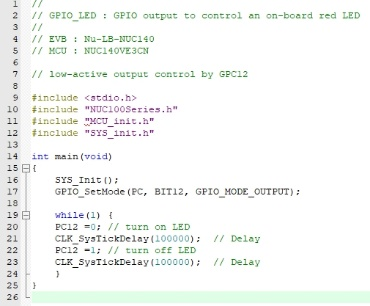 1 //
2 // GPIO_LED : GPIO output to control an on-board red LED
3 //
4 // EVB : Nu-LB-NUC140
5 // MCU : NUC140VE3CN
6
7 // low-active output control by GPC12
8
9 #include <stdio.h>
10 #include "NUC100Series.h"
11 #include "MCU_init.h"
12 #include "SYS_init.h"
13
14 int main(void)
15 {
16 SYS_Init();
17 GPIO_SetMode(PC, BIT12, GPIO_MODE_OUTPUT);
18
19 while(1) {
20 PC12 =0; // turn on LED
21 CLK_SysTickDelay(100000); // Delay
22 PC12 =1; // turn off LED
23 CLK_SysTickDelay(100000); // Delay
24 }
25 }
26